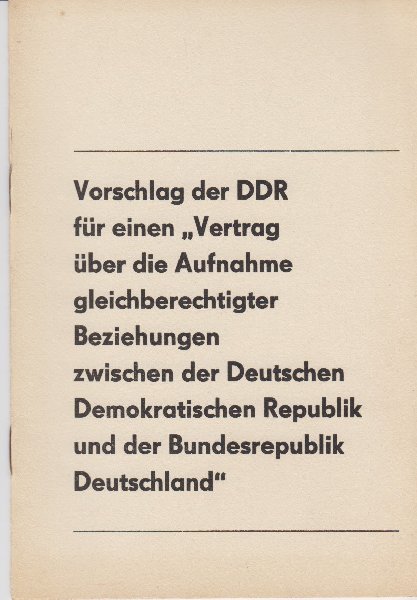 Vorschlag der DDR
für einen „Vertrag
über die Aufnahme
gleichberechtigter
Beziehungen
zwischen der Deutschen
Demokratischen Republik
und der Bundesrepublik
Deutschland“